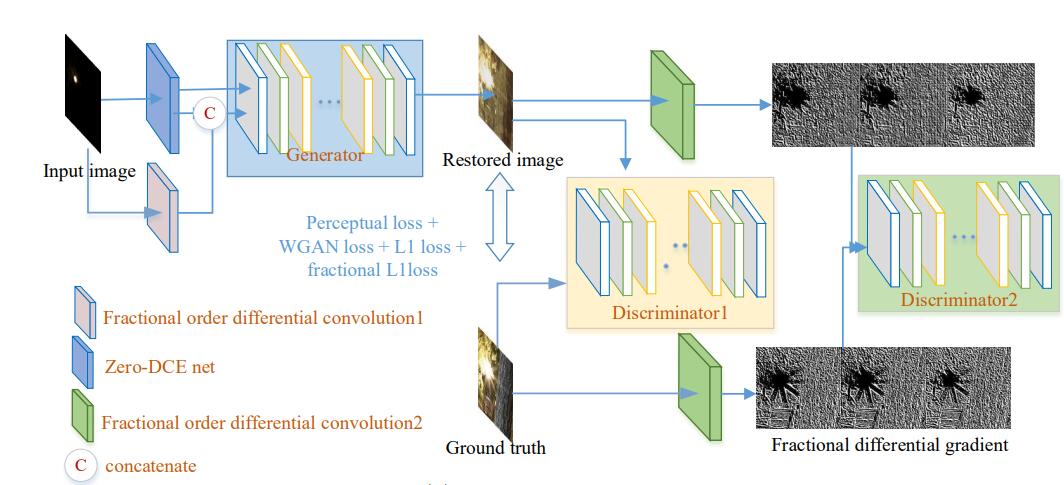 C
Generator
Input image
Restored image
Perceptual loss +
WGAN loss + L1 loss +
fractional L1loss
Discriminator1
Discriminator2
Fractional order differential convolution1
Zero-DCE net
Fractional order differential convolution2
C concatenate
Ground truth
Fractional differential gradient